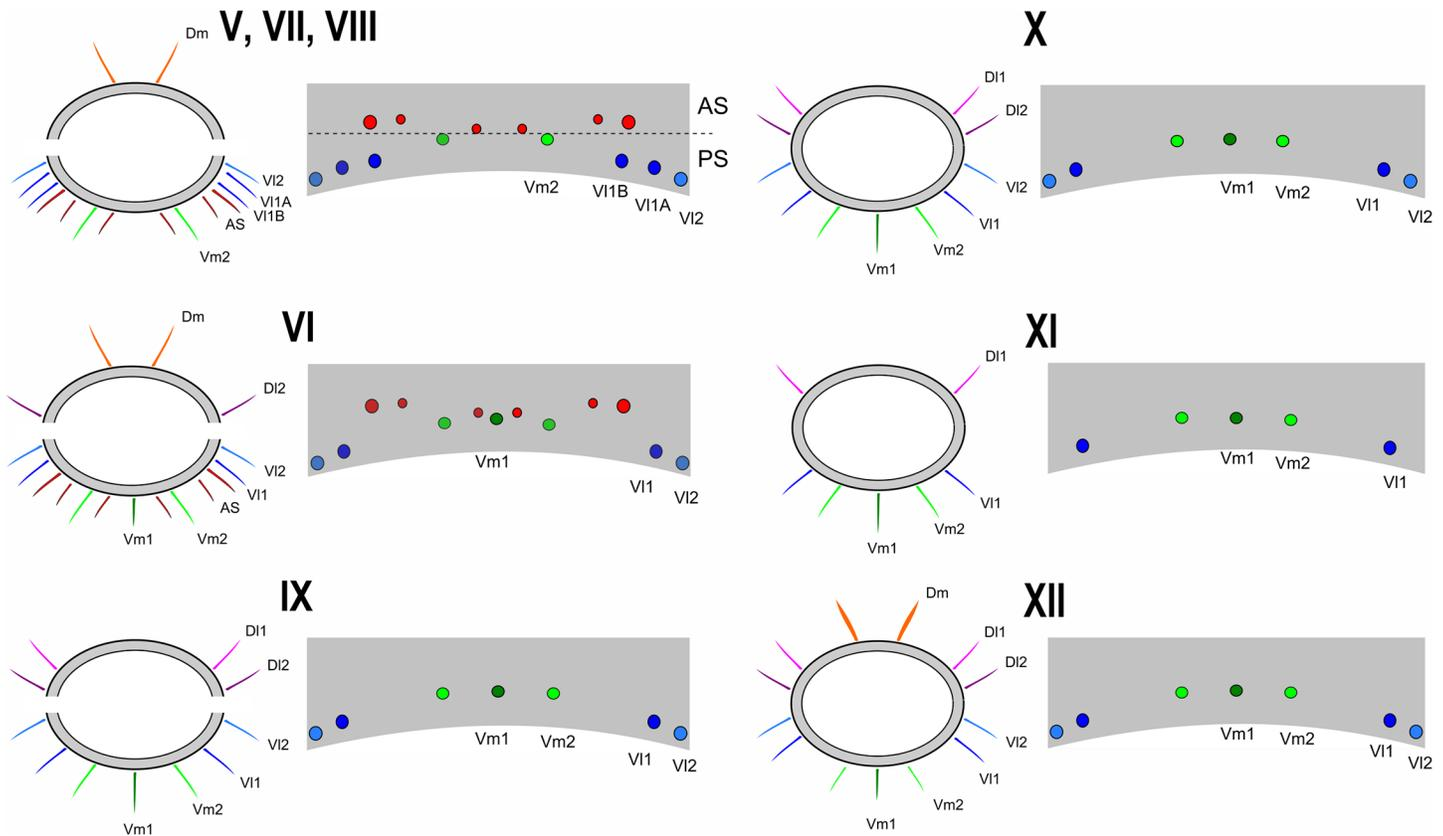 V, VII, VIII
Dm
Vl2
Vl1A
Vl1B
AS
Vm2
AS
PS
Vm2
Vl1B
Vl1A
Vl2
X
Dl1
Dl2
Vl2
Vl1
Vm2
Vm1
Vm1
Vm2
Vl1
Vl2
VI
Dm
Dl2
Vl2
Vl1
AS
Vm1
Vm2
Vm1
Vl1
Vl2
XI
Dl1
Vl1
Vm2
Vm1
Vm1
Vm2
Vl1
IX
Dl1
Dl2
Vl2
Vl1
Vm2
Vm1
Vm1
Vm2
Vl1
Vl2
XII
Dm
Dl1
Dl2
Vl2
Vl1
Vm2
Vm1
Vm1
Vm2
Vl1
Vl2